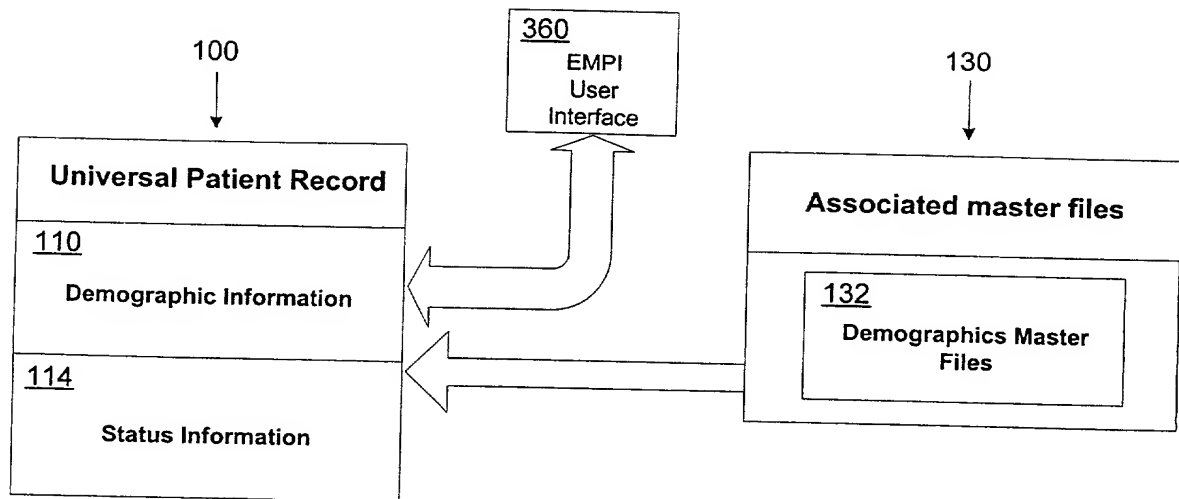 100
360
EMPI
User
Interface
130
Universal Patient Record
110
Demographic Information
114
Status Information
Associated master files
132
Demographics Master
Files